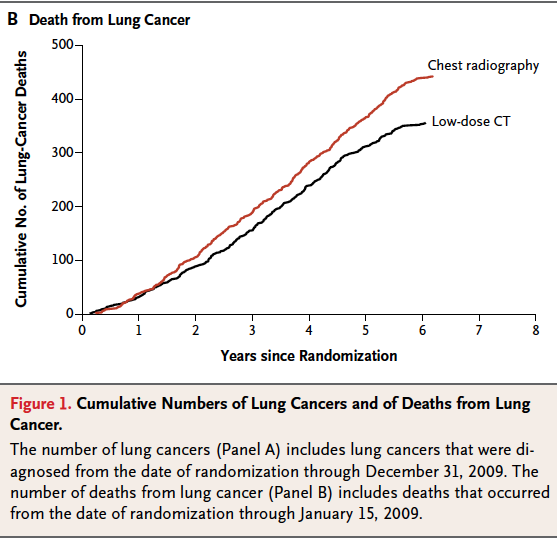 B Death from Lung Cancer
500
400
300
200
100
0
Cumulative No. of Lung-Cancer Deaths
Chest radiography
Low-dose CT
0 1 2 3 4 5 6 7 8
Years since Randomization
Figure 1. Cumulative Numbers of Lung Cancers and of Deaths from Lung
Cancer.
The number of lung cancers (Panel A) includes lung cancers that were di-
agnosed from the date of randomization through December 31, 2009. The
number of deaths from lung cancer (Panel B) includes deaths that occurred
from the date of randomization through January 15, 2009.